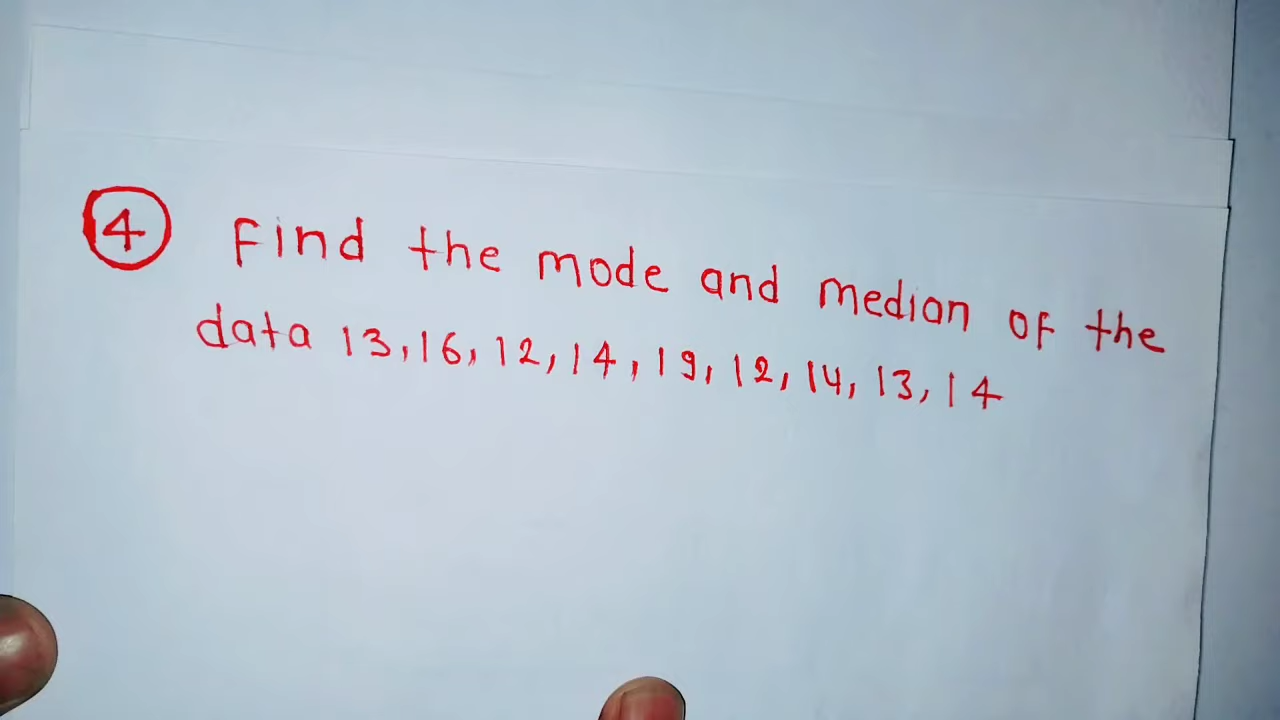 4 Find the mode and median of the
data 13, 16, 12, 14, 19, 12, 14, 13, 14